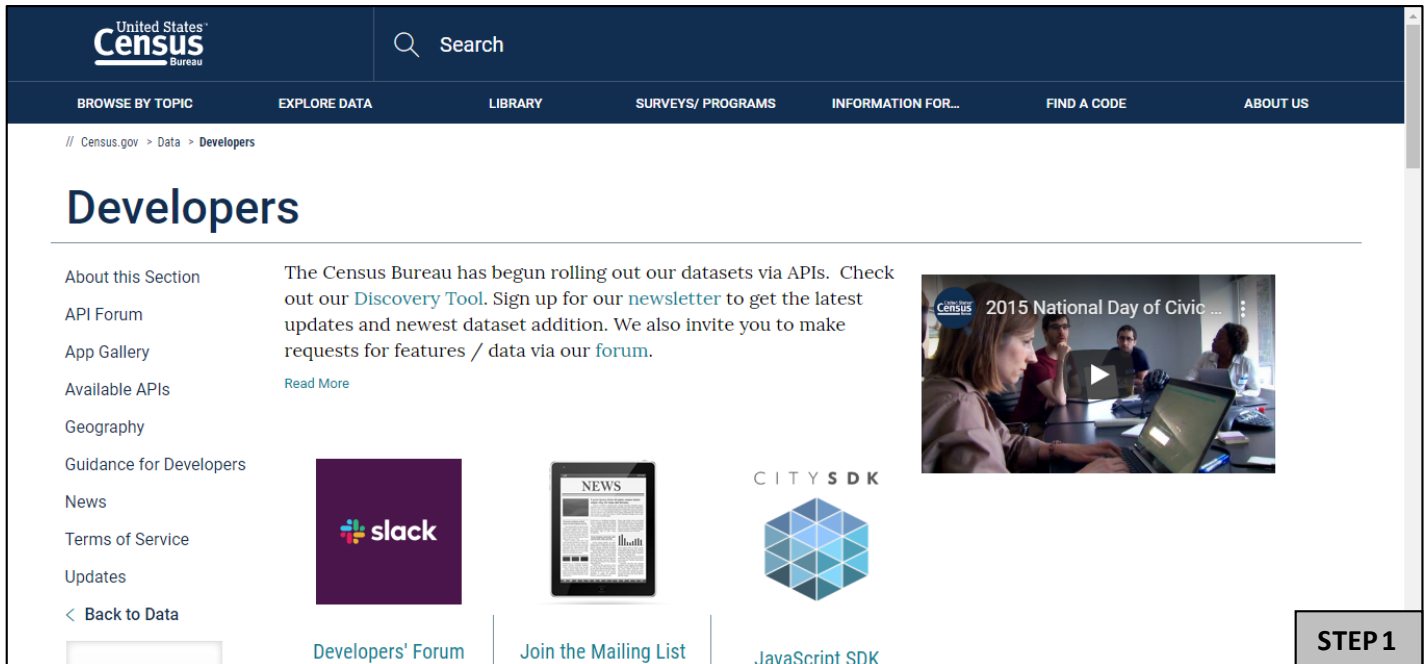 United States™
Census
Bureau
Search
BROWSE BY TOPIC
EXPLORE DATA
LIBRARY
SURVEYS/ PROGRAMS
INFORMATION FOR...
FIND A CODE
ABOUT US
// Census.gov > Data > Developers
Developers
About this Section
API Forum
App Gallery
Available APIs
Geography
Guidance for Developers
News
Terms of Service
Updates
< Back to Data
The Census Bureau has begun rolling out our datasets via APIs. Check
out our Discovery Tool. Sign up for our newsletter to get the latest
updates and newest dataset addition. We also invite you to make
requests for features / data via our forum.
Read More
Census
2015 National Day of Civic ...
slack
NEWS
CITY SDK
Developers' Forum
Join the Mailing List
JavaScript SDK
STEP 1